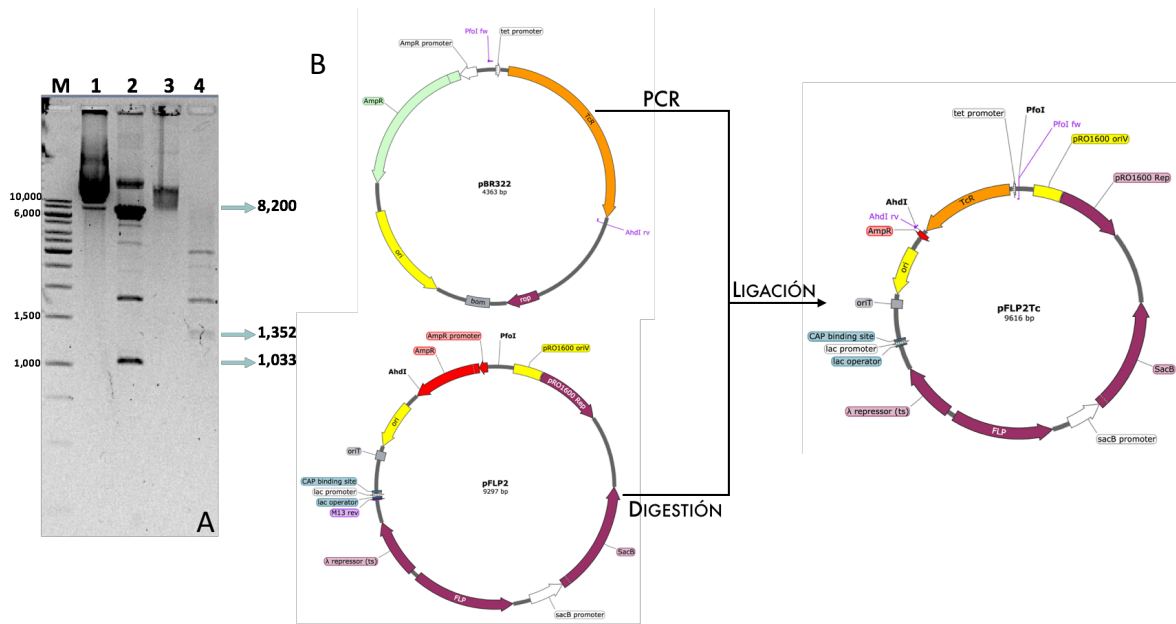 M 1 2 3 4
10,000
6,000
1,500
1,000
8,200
1,352
1,033
A
B
PfoI fw
tet promoter
AmpR promoter
AmpR
TcR
pBR322
4363 bp
AhdI rv
ori
bom
rop
PCR
AmpR promoter
PfoI
AmpR
pRO1600 oriV
AhdI
pRO1600 Rep
ori
oriT
pFLP2
9297 bp
CAP binding site
lac promoter
lac operator
M13 rev
SacB
λ repressor (ts)
FLP
sacB promoter
DIGESTIÓN
LIGACIÓN
PfoI
tet promoter
PfoI fw
pRO1600 oriV
pRO1600 Rep
AhdI
TcR
AhdI rv
AmpR
ori
oriT
pFLP2Tc
9616 bp
CAP binding site
lac promoter
lac operator
SacB
λ repressor (ts)
FLP
sacB promoter